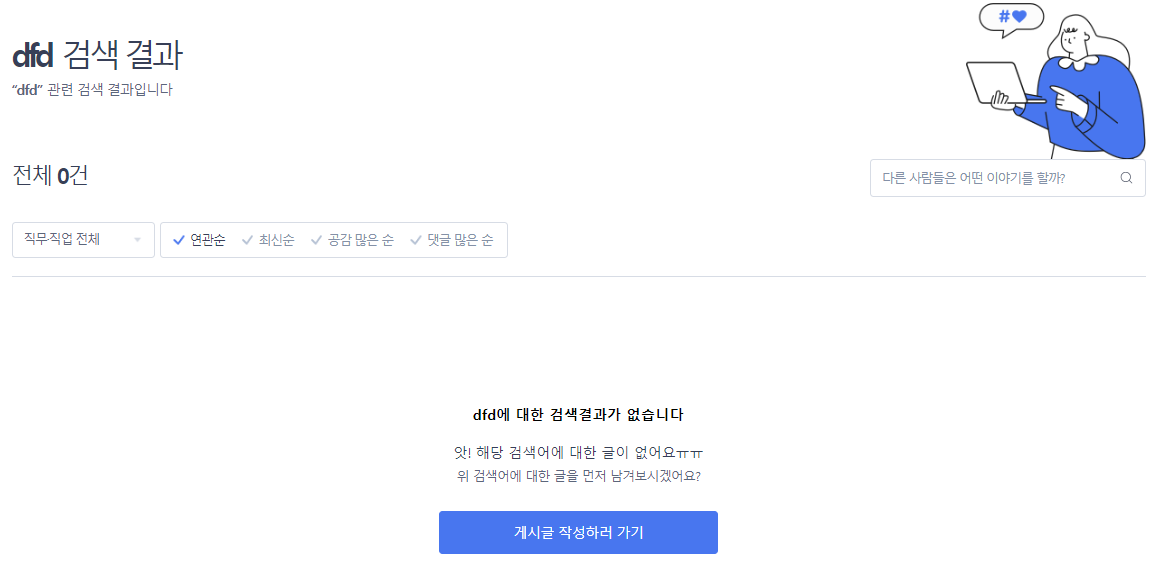 #
dfd 검색 결과
“dfd” 관련 검색 결과입니다
전체 0건
다른 사람들은 어떤 이야기를 할까?
직무·직업 전체
연관순 최신순 공감 많은 순 댓글 많은 순
dfd에 대한 검색결과가 없습니다
앗! 해당 검색어에 대한 글이 없어요ㅠㅠ
위 검색어에 대한 글을 먼저 남겨보시겠어요?
게시글 작성하러 가기